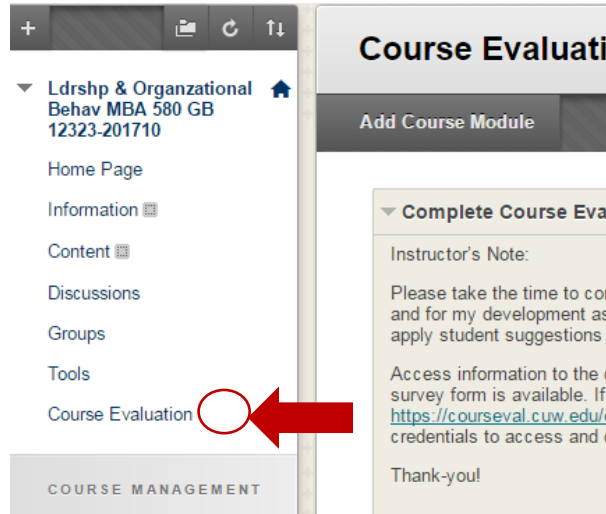 Ldrshp & Organzational
Behav MBA 580 GB
12323-201710
Home Page
Information
Content
Discussions
Groups
Tools
Course Evaluation
COURSE MANAGEMENT
Course Evaluati
Add Course Module
Complete Course Eva
Instructor's Note:
Please take the time to co
and for my development as
apply student suggestions
Access information to the
survey form is available. If
https://courseval.cuw.edu/
credentials to access and
Thank-you!